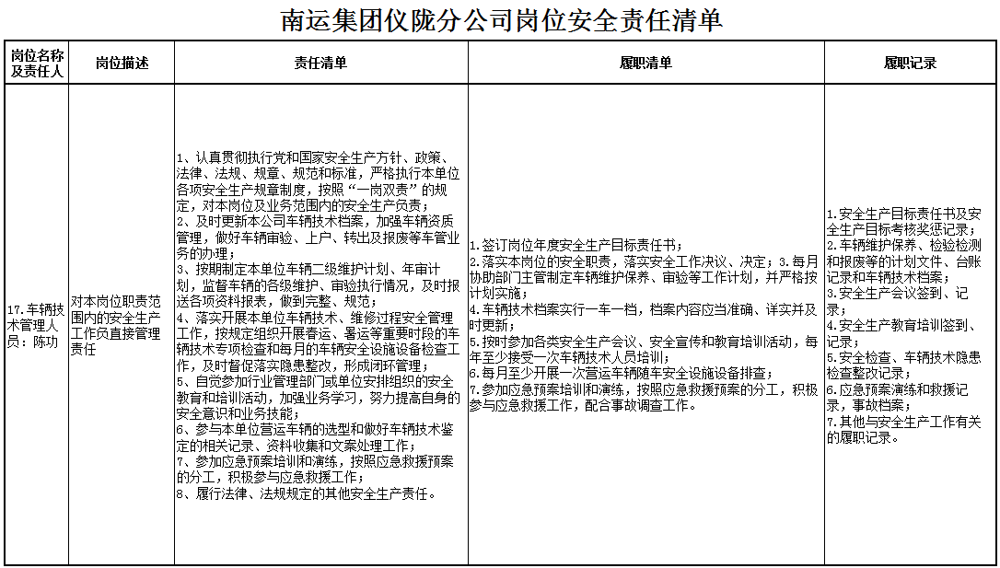 南运集团仪陇分公司岗位安全责任清单
岗位名称
及责任人
岗位描述
责任清单
履职清单
履职记录
17.车辆技
术管理人
员：陈功
对本岗位职责范
围内的安全生产
工作负直接管理
责任
1、认真贯彻执行党和国家安全生产方针、政策、
法律、法规、规章、规范和标准，严格执行本单位
各项安全生产规章制度，按照“一岗双责”的规
定，对本岗位及业务范围内的安全生产负责；
2、及时更新本公司车辆技术档案，加强车辆资质
管理，做好车辆审验、上户、转出及报废等车管业
务的办理；
3、按期制定本单位车辆二级维护计划、年审计
划，监督车辆的各级维护、审验执行情况，及时报
送各项资料报表，做到完整、规范；
4、落实开展本单位车辆技术、维修过程安全管理
工作，按规定组织开展春运、暑运等重要时段的车
辆技术专项检查和每月的车辆安全设施设备检查工
作，及时督促落实隐患整改，形成闭环管理；
5、自觉参加行业管理部门或单位安排组织的安全
教育和培训活动，加强业务学习，努力提高自身的
安全意识和业务技能；
6、参与本单位营运车辆的选型和做好车辆技术鉴
定的相关记录、资料收集和文案处理工作；
7、参加应急预案培训和演练，按照应急救援预案
的分工，积极参与应急救援工作；
8、履行法律、法规规定的其他安全生产责任。
1.签订岗位年度安全生产目标责任书；
2.落实本岗位的安全职责，落实安全工作决议、决定；3.每月
协助部门主管制定车辆维护保养、审验等工作计划，并严格按
计划实施；
4.车辆技术档案实行一车一档，档案内容应当准确、详实并及
时更新；
5.按时参加各类安全生产会议、安全宣传和教育培训活动，每
年至少接受一次车辆技术人员培训；
6.每月至少开展一次营运车辆随车安全设施设备排查；
7.参加应急预案培训和演练，按照应急救援预案的分工，积极
参与应急救援工作，配合事故调查工作。
1.安全生产目标责任书及安
全生产目标考核奖惩记录；
2.车辆维护保养、检验检测
和报废等的计划文件、台账
记录和车辆技术档案；
3.安全生产会议签到、记
录；
4.安全生产教育培训签到、
记录；
5.安全检查、车辆技术隐患
检查整改记录；
6.应急预案演练和救援记
录，事故档案；
7.其他与安全生产工作有关
的履职记录。